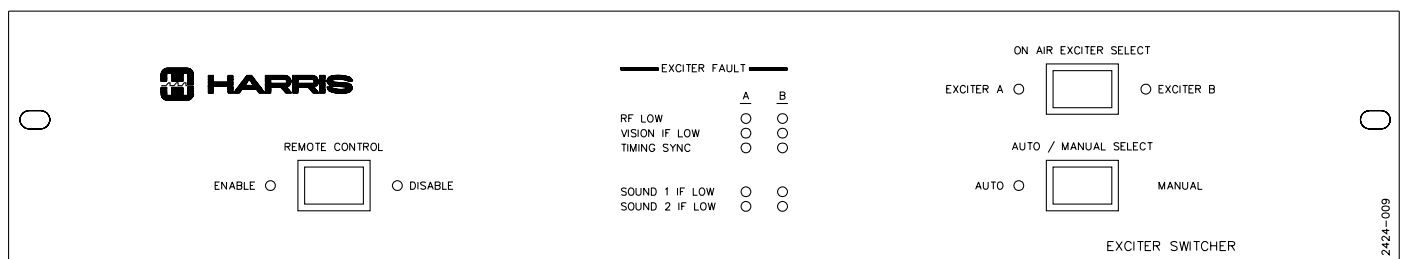 HARRIS
REMOTE CONTROL
ENABLE
DISABLE
EXCITER FAULT
A B
RF LOW
VISION IF LOW
TIMING SYNC
SOUND 1 IF LOW
SOUND 2 IF LOW
ON AIR EXCITER SELECT
EXCITER A
EXCITER B
AUTO / MANUAL SELECT
AUTO
MANUAL
EXCITER SWITCHER
2424-009